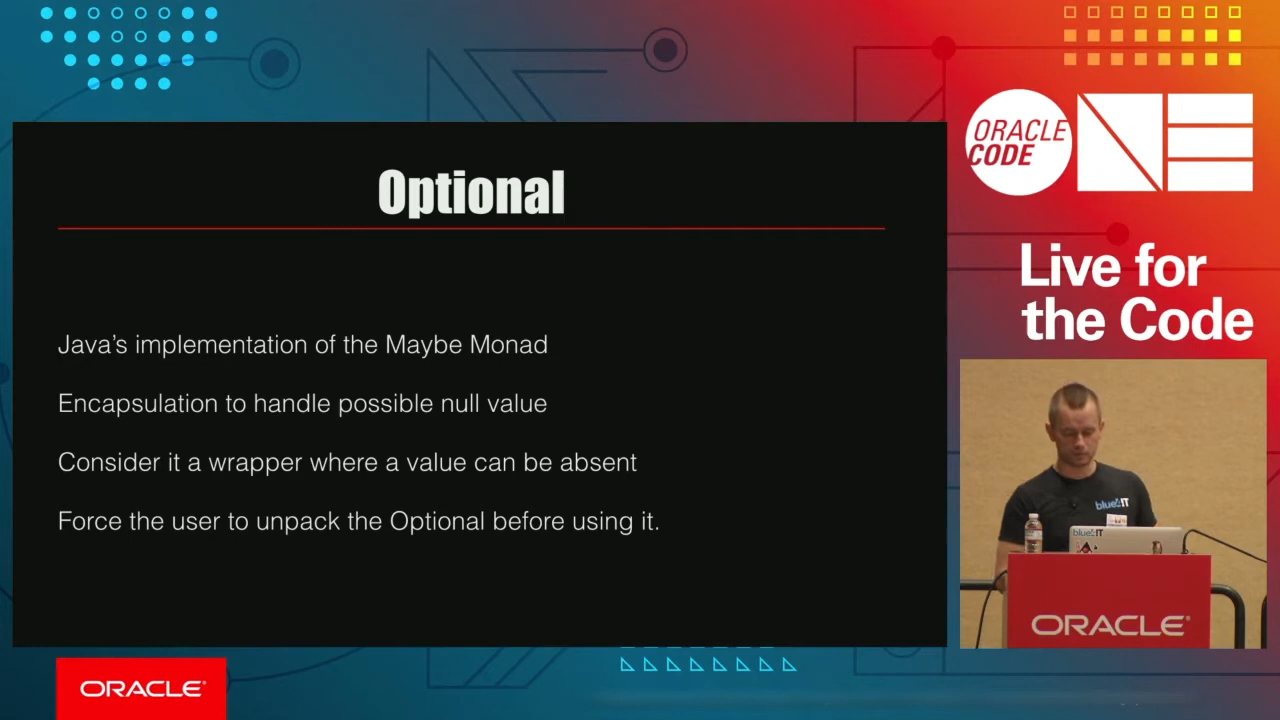 Optional
Java's implementation of the Maybe Monad
Encapsulation to handle possible null value
Consider it a wrapper where a value can be absent
Force the user to unpack the Optional before using it.
ORACLE
CODE
ONE
Live for
the Code
ORACLE
ORACLE